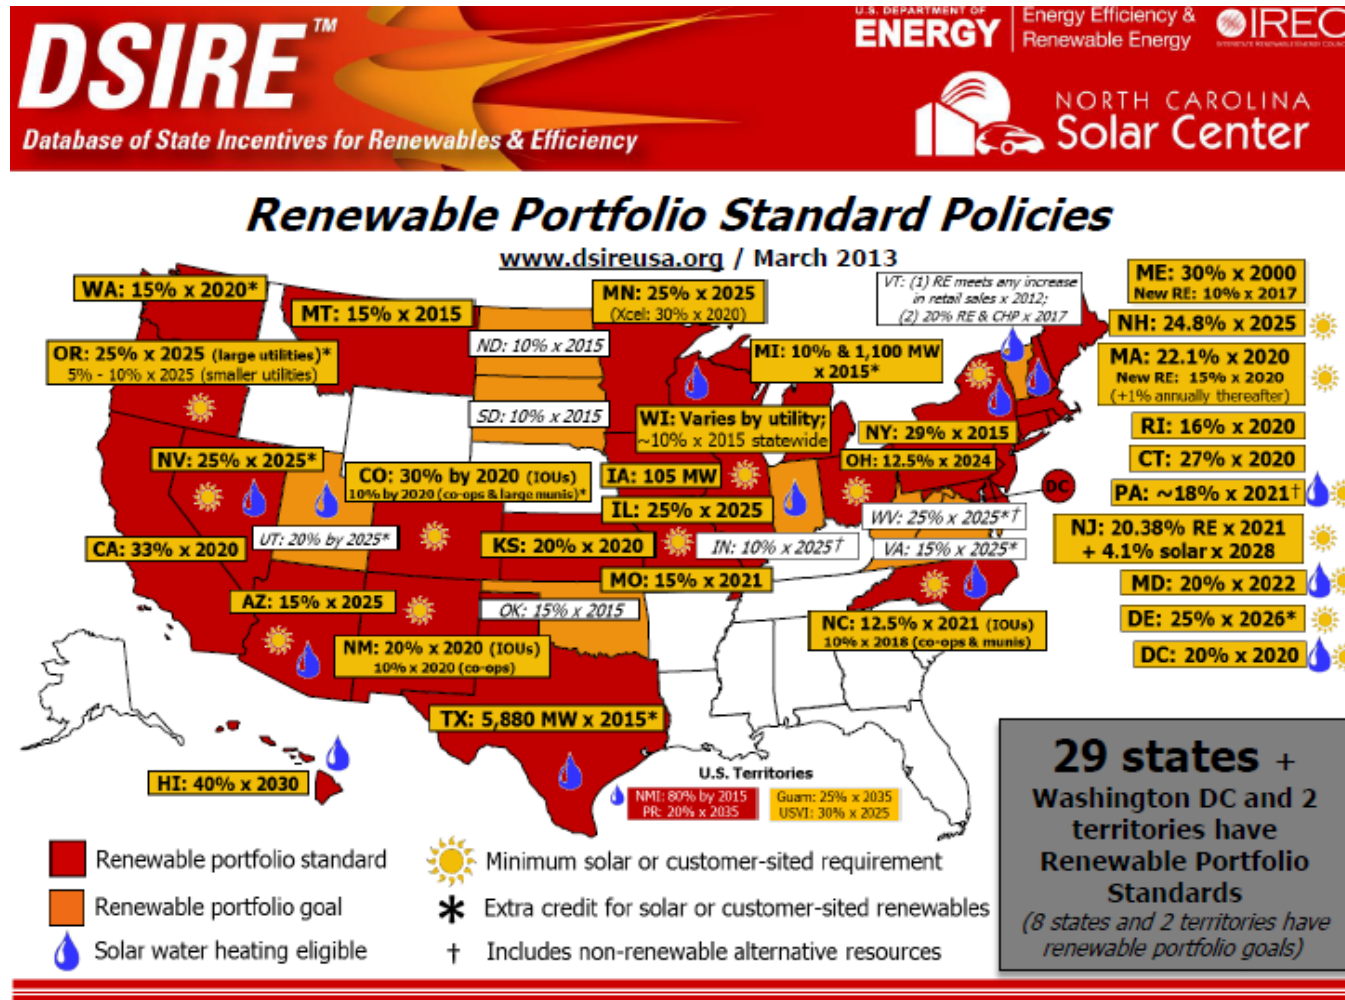 DSIRE™
Database of State Incentives for Renewables & Efficiency
U.S. DEPARTMENT OF
ENERGY
Energy Efficiency &
Renewable Energy
IREC
NORTH CAROLINA
Solar Center
Renewable Portfolio Standard Policies
www.dsireusa.org / March 2013
WA: 15% x 2020*
MT: 15% x 2015
MN: 25% x 2025
(Xcel: 30% x 2020)
VT: (1) RE meets any increase
in retail sales x 2012;
(2) 20% RE & CHP x 2017
ME: 30% x 2000
New RE: 10% x 2017
NH: 24.8% x 2025
OR: 25% x 2025 (large utilities)*
5% - 10% x 2025 (smaller utilities)
ND: 10% x 2015
MI: 10% & 1,100 MW
x 2015*
MA: 22.1% x 2020
New RE: 15% x 2020
(+1% annually thereafter)
SD: 10% x 2015
WI: Varies by utility;
~10% x 2015 statewide
NY: 29% x 2015
RI: 16% x 2020
CT: 27% x 2020
NV: 25% x 2025*
CO: 30% by 2020 (IOUs)
10% by 2020 (co-ops & large munis)*
IA: 105 MW
OH: 12.5% x 2024
DC
PA: ~18% x 2021†
IL: 25% x 2025
WV: 25% x 2025*†
NJ: 20.38% RE x 2021
+ 4.1% solar x 2028
CA: 33% x 2020
UT: 20% by 2025*
KS: 20% x 2020
IN: 10% x 2025†
VA: 15% x 2025*
MO: 15% x 2021
MD: 20% x 2022
AZ: 15% x 2025
OK: 15% x 2015
NC: 12.5% x 2021 (IOUs)
10% x 2018 (co-ops & munis)
DE: 25% x 2026*
NM: 20% x 2020 (IOUs)
10% x 2020 (co-ops)
DC: 20% x 2020
TX: 5,880 MW x 2015*
HI: 40% x 2030
U.S. Territories
NMI: 80% by 2015
PR: 20% x 2035
Guam: 25% x 2035
USVI: 30% x 2025
29 states +
Washington DC and 2
territories have
Renewable Portfolio
Standards
(8 states and 2 territories have
renewable portfolio goals)
Renewable portfolio standard
Renewable portfolio goal
Solar water heating eligible
Minimum solar or customer-sited requirement
* Extra credit for solar or customer-sited renewables
† Includes non-renewable alternative resources